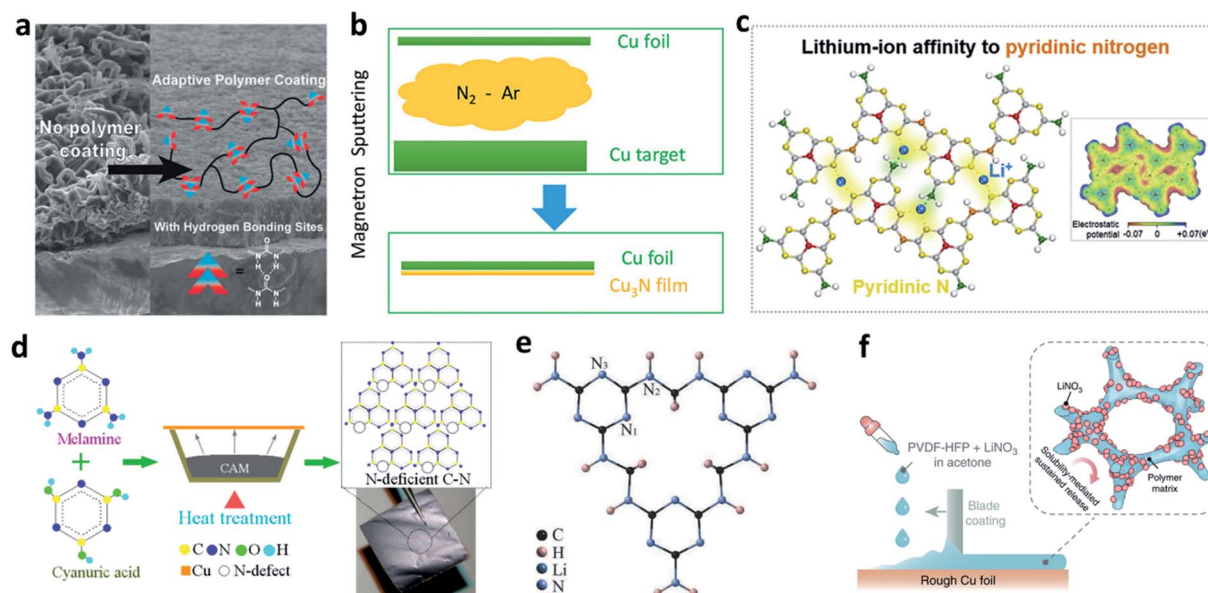 a
No polymer
coating
Adaptive Polymer Coating
With Hydrogen Bonding Sites
=
O
N N
H H
O
N N
H H
b
Magnetron Sputtering
Cu foil
N₂ - Ar
Cu target
Cu foil
Cu₃N film
c
Lithium-ion affinity to pyridinic nitrogen
Li⁺
Pyridinic N
Electrostatic
potential
-0.07 0 +0.07(eV)
d
Melamine
+
Cyanuric acid
CAM
Heat treatment
C N O H
Cu N-defect
N-deficient C-N
e
N₃
N₂
N₁
C
H
Li
N
f
PVDF-HFP + LiNO₃
in acetone
Blade
coating
Rough Cu foil
LiNO₃
Solubility-mediated
sustained release
Polymer
matrix